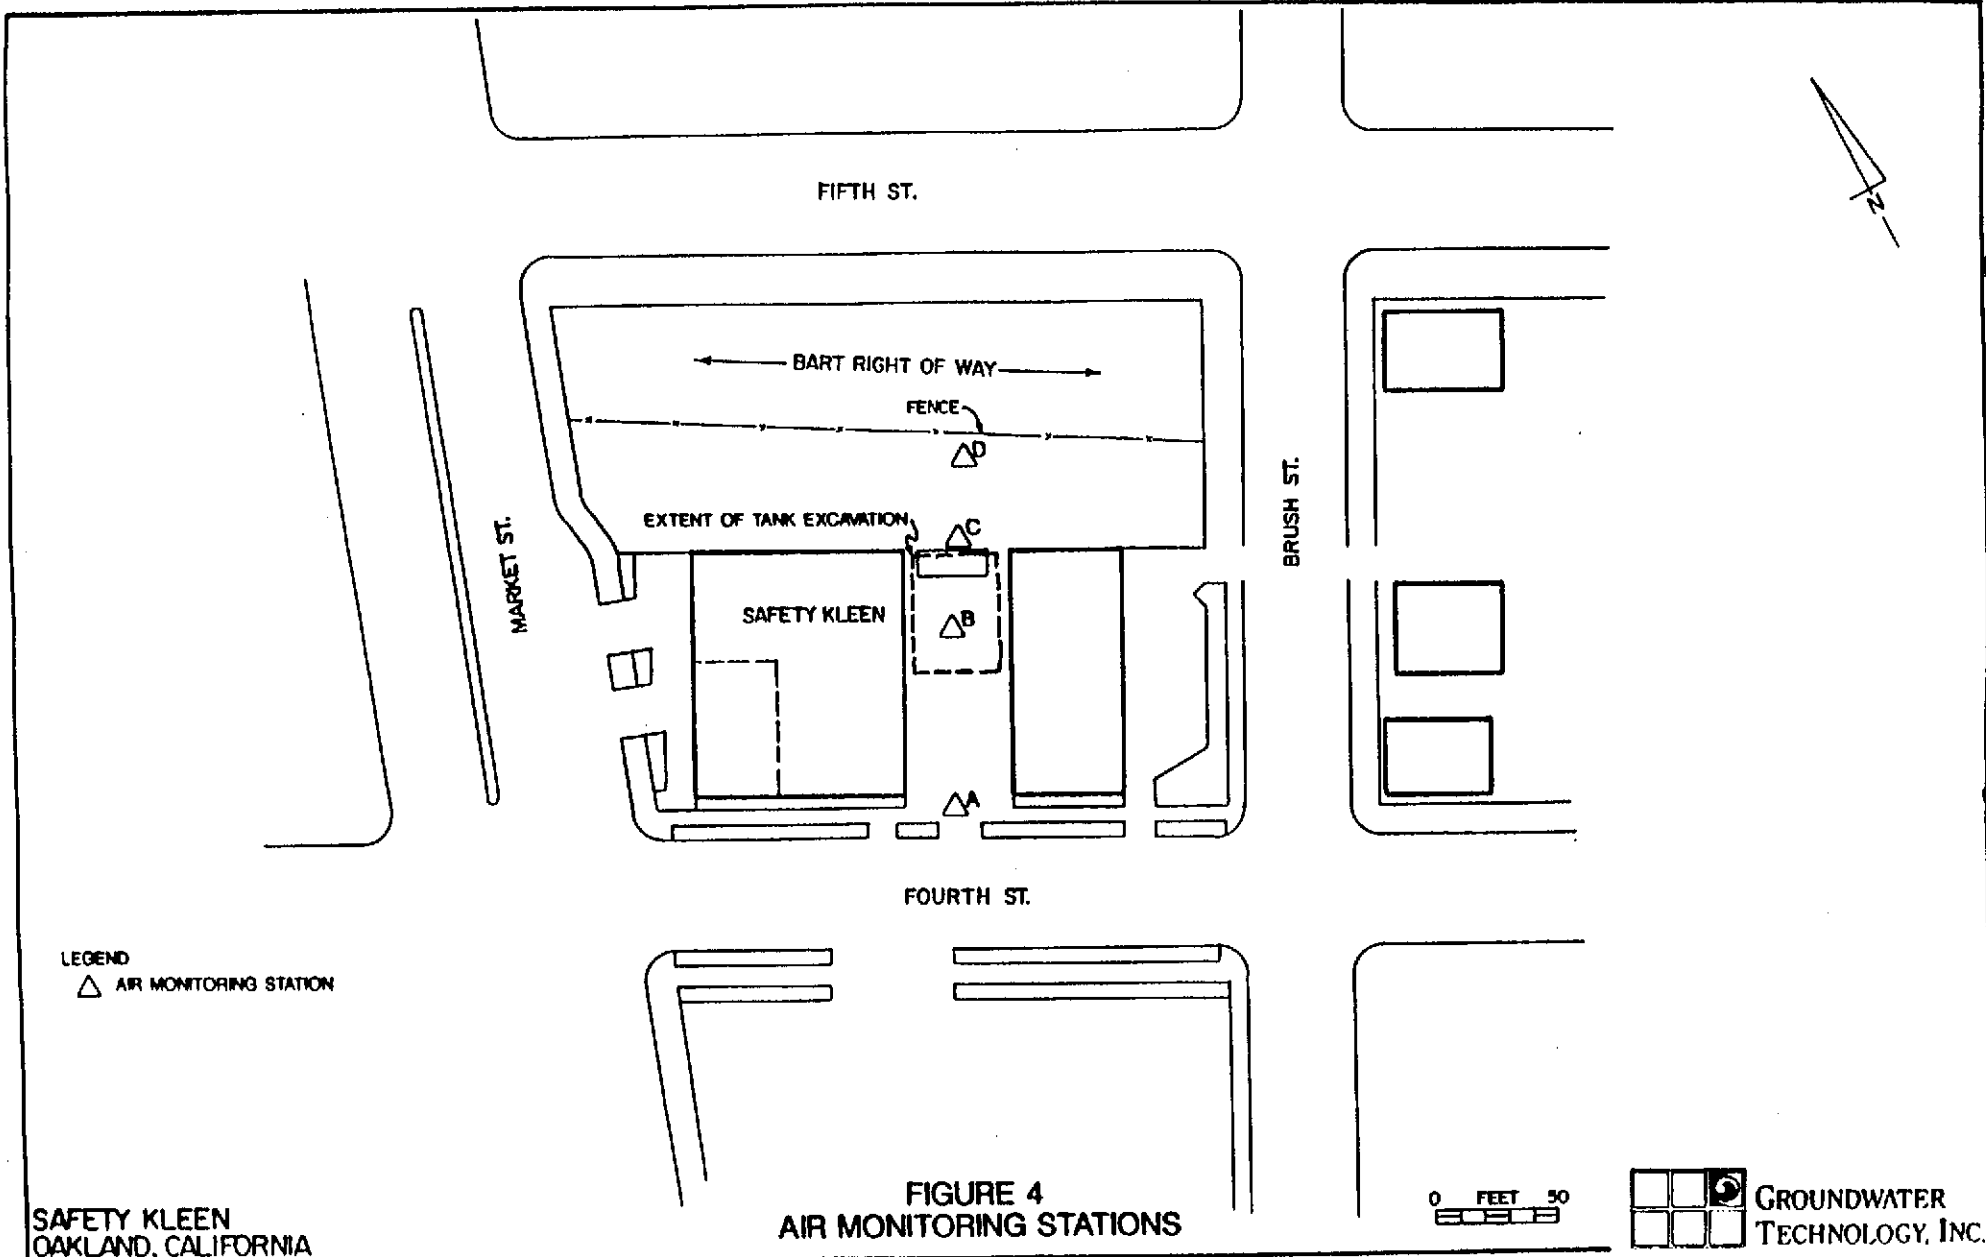 FIFTH ST.
N
BART RIGHT OF WAY
FENCE
D
EXTENT OF TANK EXCAVATION
C
MARKET ST.
BRUSH ST.
SAFETY KLEEN
B
A
FOURTH ST.
LEGEND
AIR MONITORING STATION
FIGURE 4
AIR MONITORING STATIONS
0 FEET 50
GROUNDWATER
TECHNOLOGY, INC.
SAFETY KLEEN
OAKLAND, CALIFORNIA